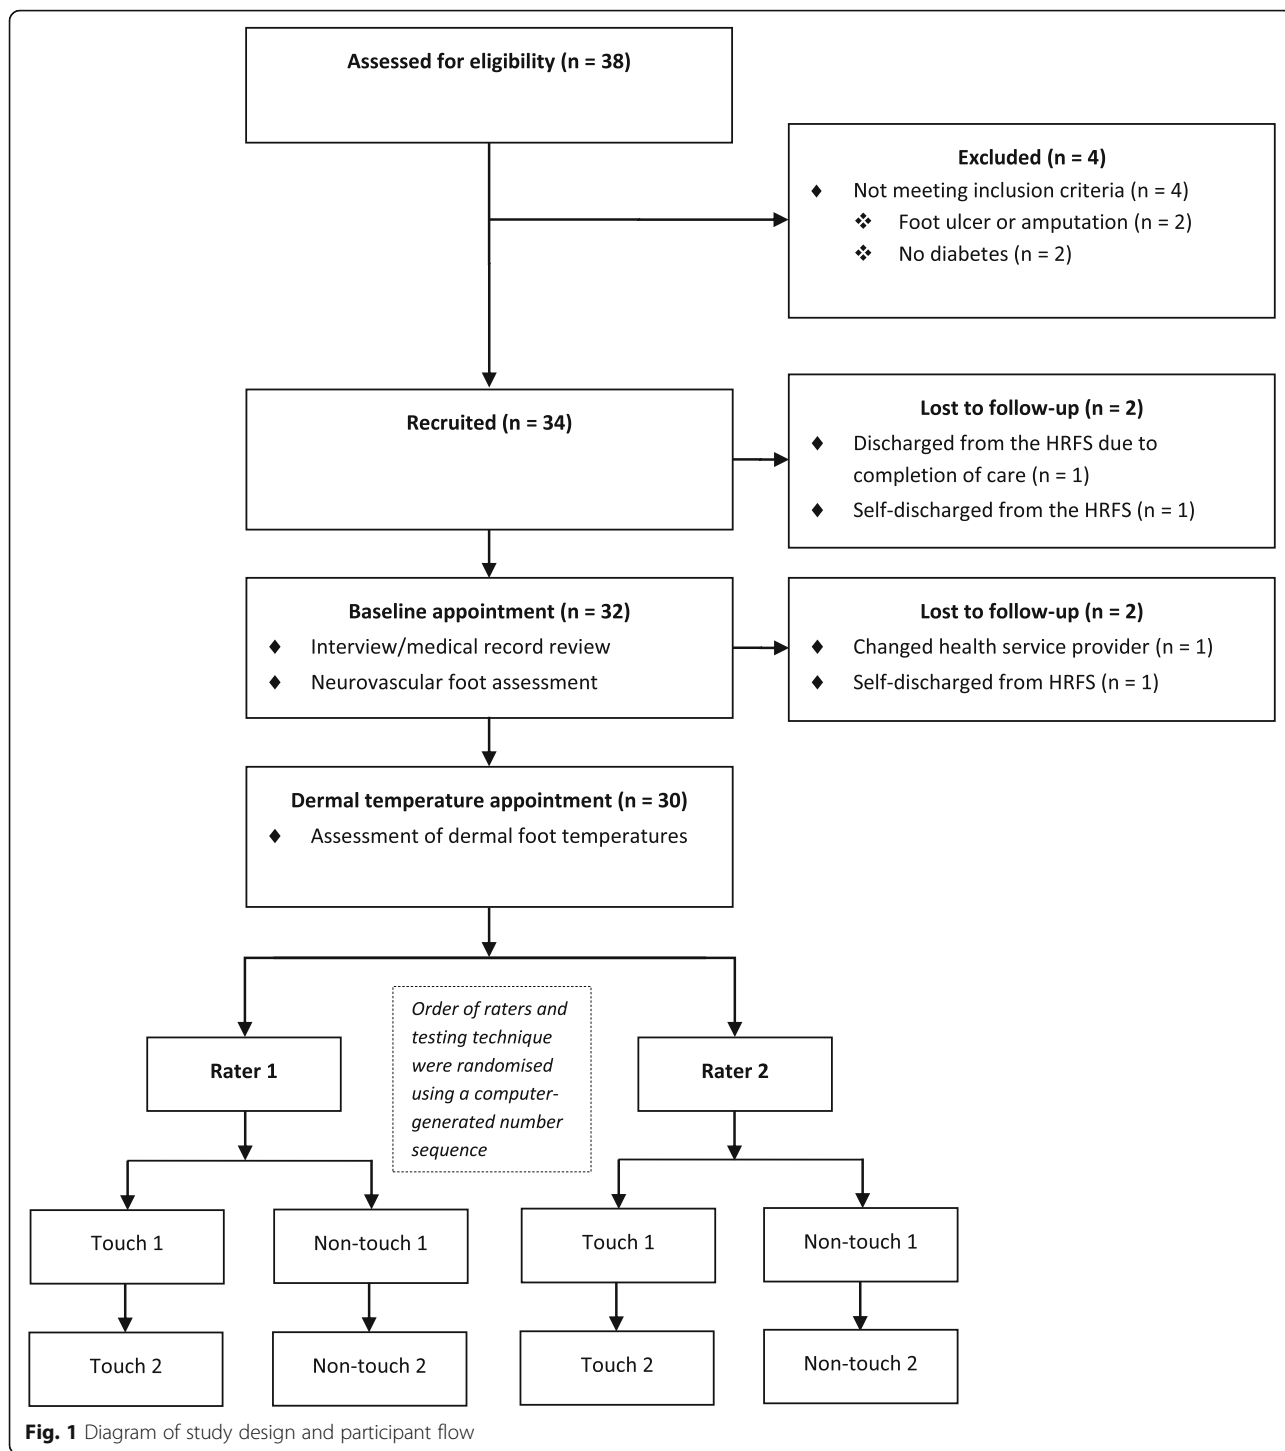 Assessed for eligibility (n = 38)
Excluded (n = 4)
♦ Not meeting inclusion criteria (n = 4)
❖ Foot ulcer or amputation (n = 2)
❖ No diabetes (n = 2)
Recruited (n = 34)
Lost to follow-up (n = 2)
♦ Discharged from the HRFS due to
completion of care (n = 1)
♦ Self-discharged from the HRFS (n = 1)
Baseline appointment (n = 32)
♦ Interview/medical record review
♦ Neurovascular foot assessment
Lost to follow-up (n = 2)
♦ Changed health service provider (n = 1)
♦ Self-discharged from HRFS (n = 1)
Dermal temperature appointment (n = 30)
♦ Assessment of dermal foot temperatures
Order of raters and
testing technique
were randomised
using a computer-
generated number
sequence
Rater 1
Rater 2
Touch 1
Non-touch 1
Touch 1
Non-touch 1
Touch 2
Non-touch 2
Touch 2
Non-touch 2
Fig. 1 Diagram of study design and participant flow